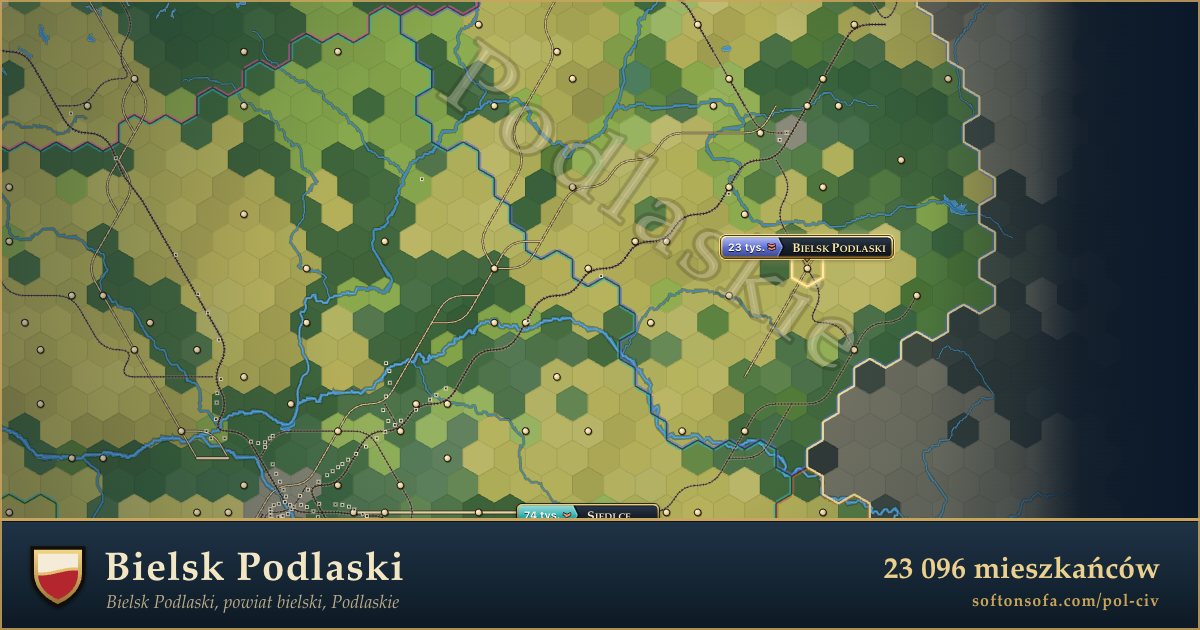 Podlaskie
23 tys. Bielsk Podlaski
74 tys. Siedlce
Bielsk Podlaski
Bielsk Podlaski, powiat bielski, Podlaskie
23 096 mieszkańców
softonsofa.com/pol-civ